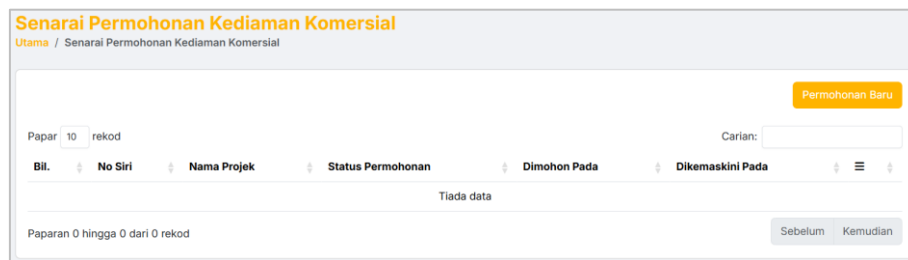 Senarai Permohonan Kediaman Komersial
Utama / Senarai Permohonan Kediaman Komersial
Permohonan Baru
Papar 10 rekod Carian:
Bil. No Siri Nama Projek Status Permohonan Dimohon Pada Dikemaskini Pada
Tiada data
Paparan 0 hingga 0 dari 0 rekod Sebelum Kemudian